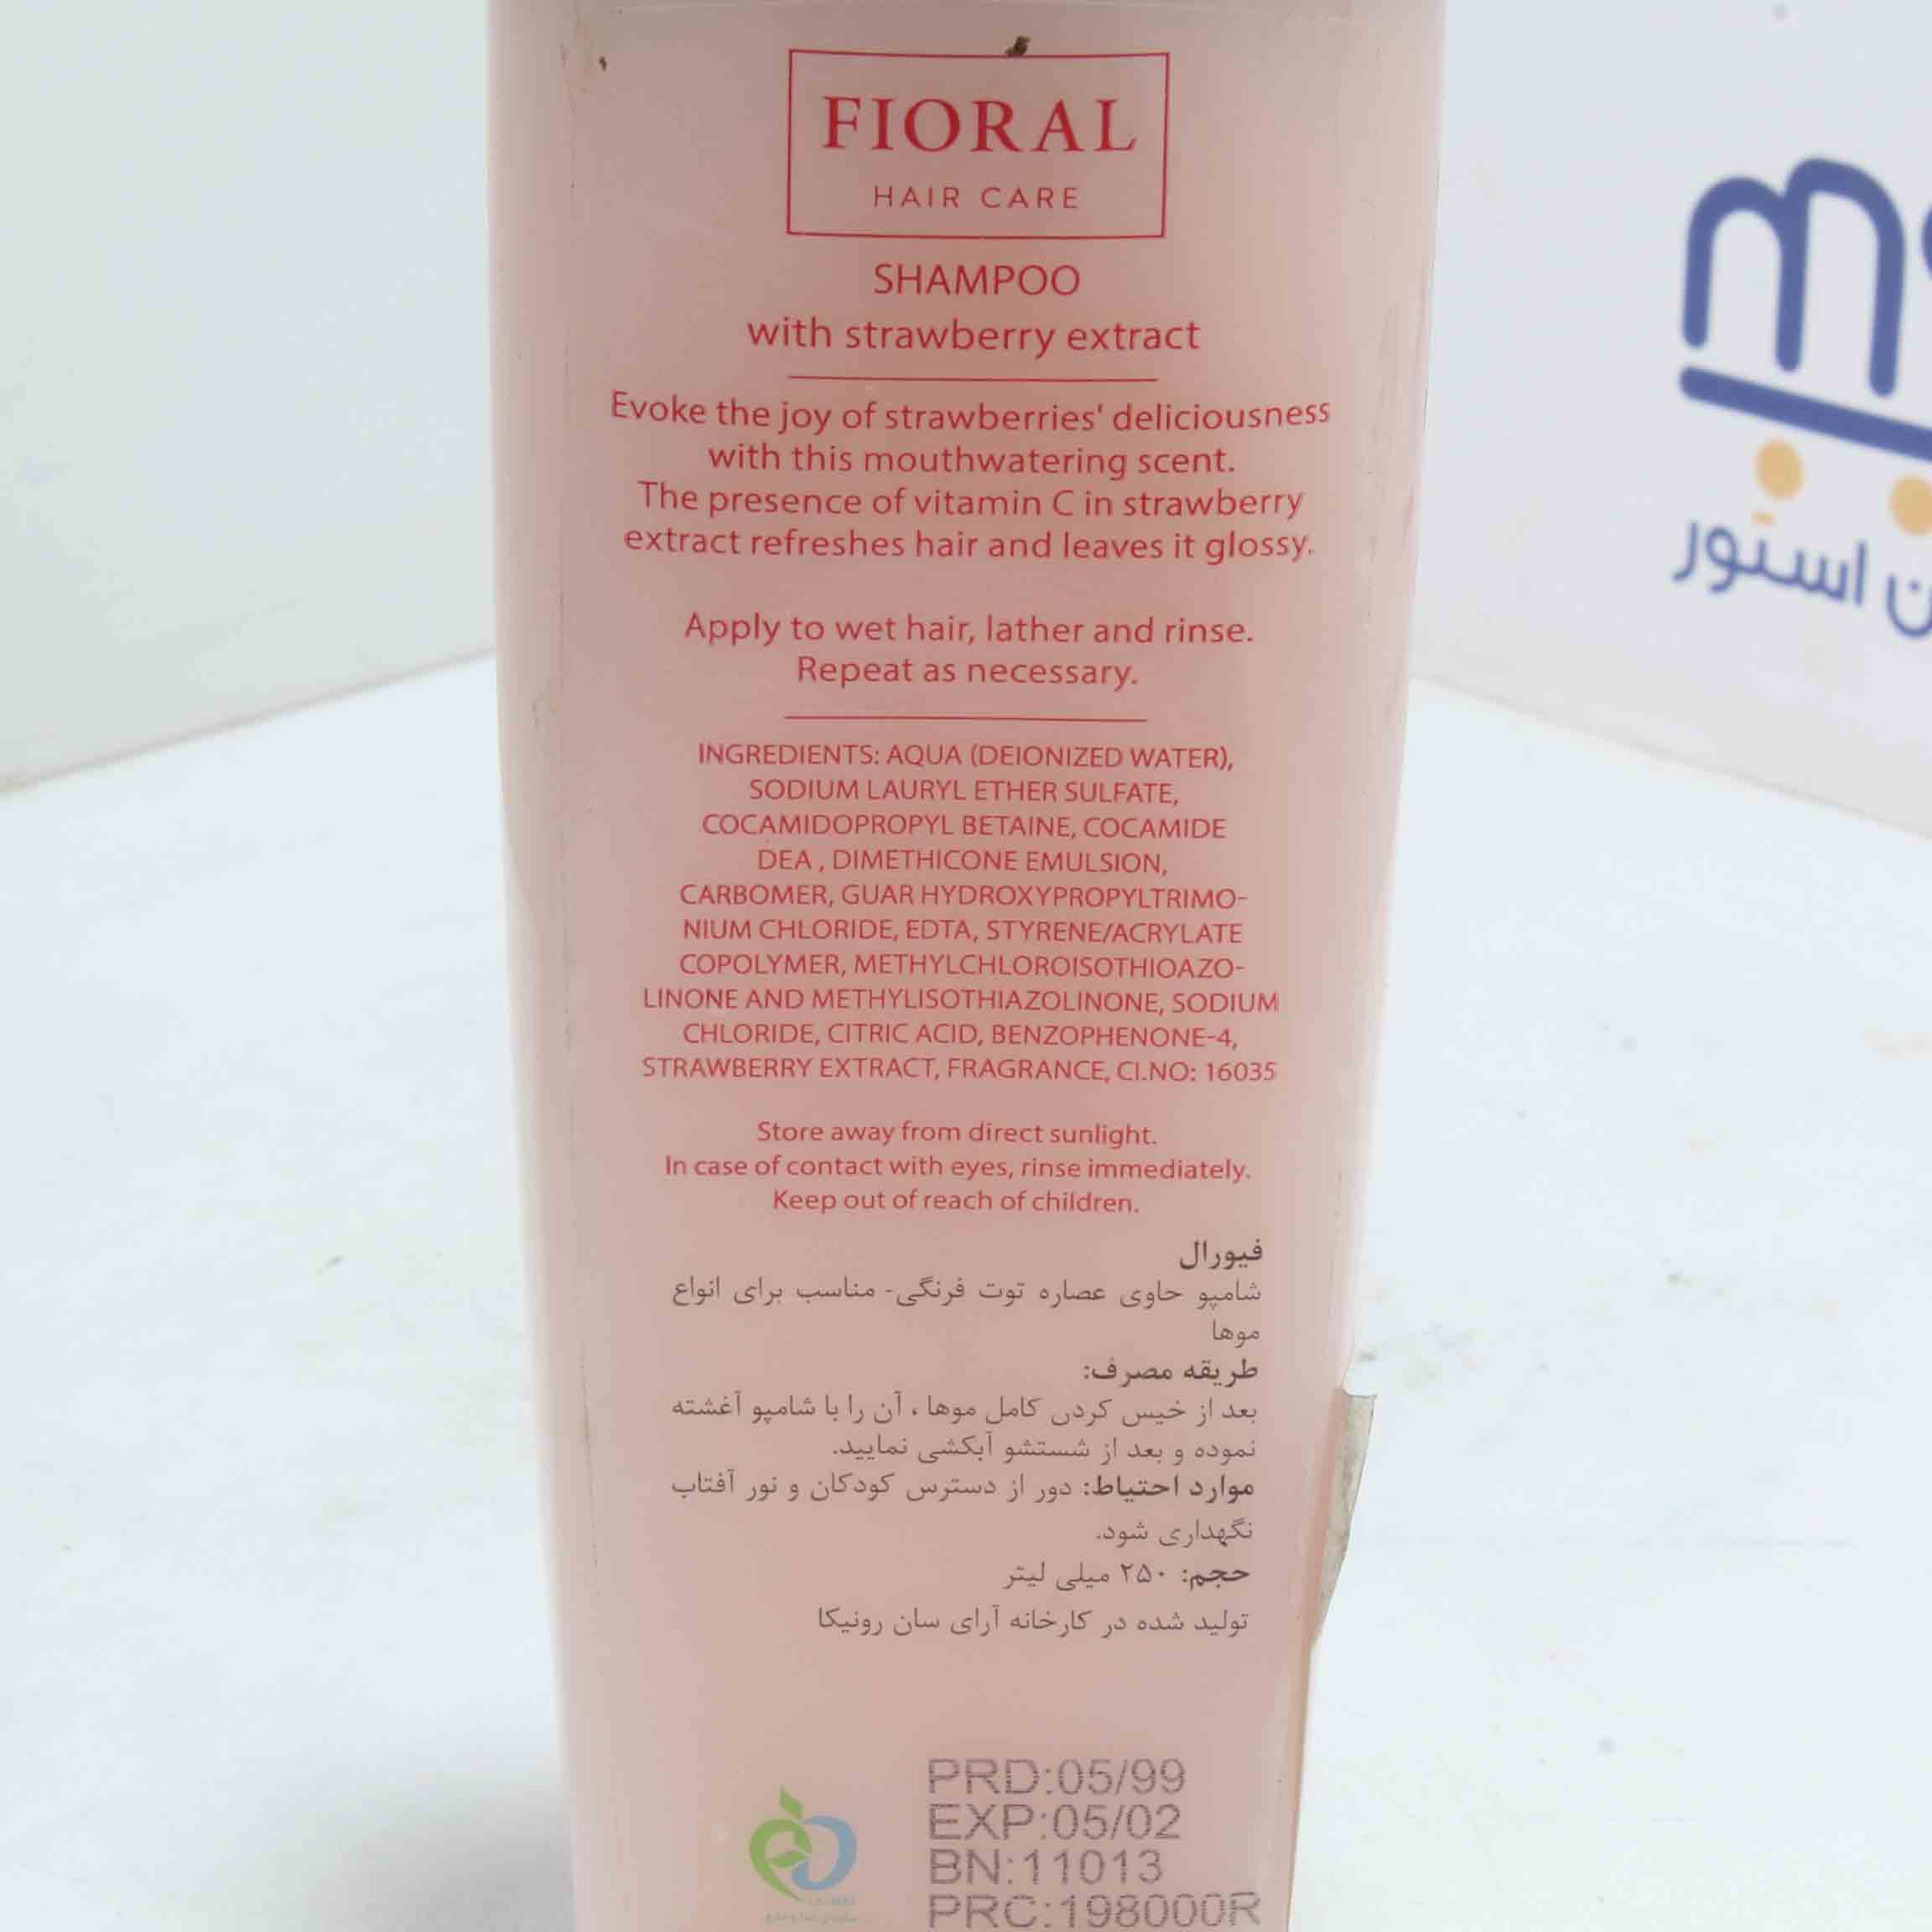 FIORAL
HAIR CARE
SHAMPOO
with strawberry extract
Evoke the joy of strawberries' deliciousness
with this mouthwatering scent.
The presence of vitamin C in strawberry
extract refreshes hair and leaves it glossy.
Apply to wet hair, lather and rinse.
Repeat as necessary.
INGREDIENTS: AQUA (DEIONIZED WATER),
SODIUM LAURYL ETHER SULFATE,
COCAMIDOPROPYL BETAINE, COCAMIDE
DEA , DIMETHICONE EMULSION,
CARBOMER, GUAR HYDROXYPROPYLTRIMO-
NIUM CHLORIDE, EDTA, STYRENE/ACRYLATE
COPOLYMER, METHYLCHLOROISOTHIOAZO-
LINONE AND METHYLISOTHIAZOLINONE, SODIUM
CHLORIDE, CITRIC ACID, BENZOPHENONE-4,
STRAWBERRY EXTRACT, FRAGRANCE, CI.NO: 16035
Store away from direct sunlight.
In case of contact with eyes, rinse immediately.
Keep out of reach of children.
فیورال
شامپو حاوی عصاره توت فرنگی- مناسب برای انواع
موها
طریقه مصرف:
بعد از خیس کردن کامل موها ، آن را با شامپو آغشته
نموده و بعد از شستشو آبکشی نمایید.
موارد احتیاط: دور از دسترس کودکان و نور آفتاب
نگهداری شود.
حجم: ۲۵۰ میلی لیتر
تولید شده در کارخانه آرای سان رونیکا
PRD:05/99
EXP:05/02
BN:11013
PRC:198000R
استور